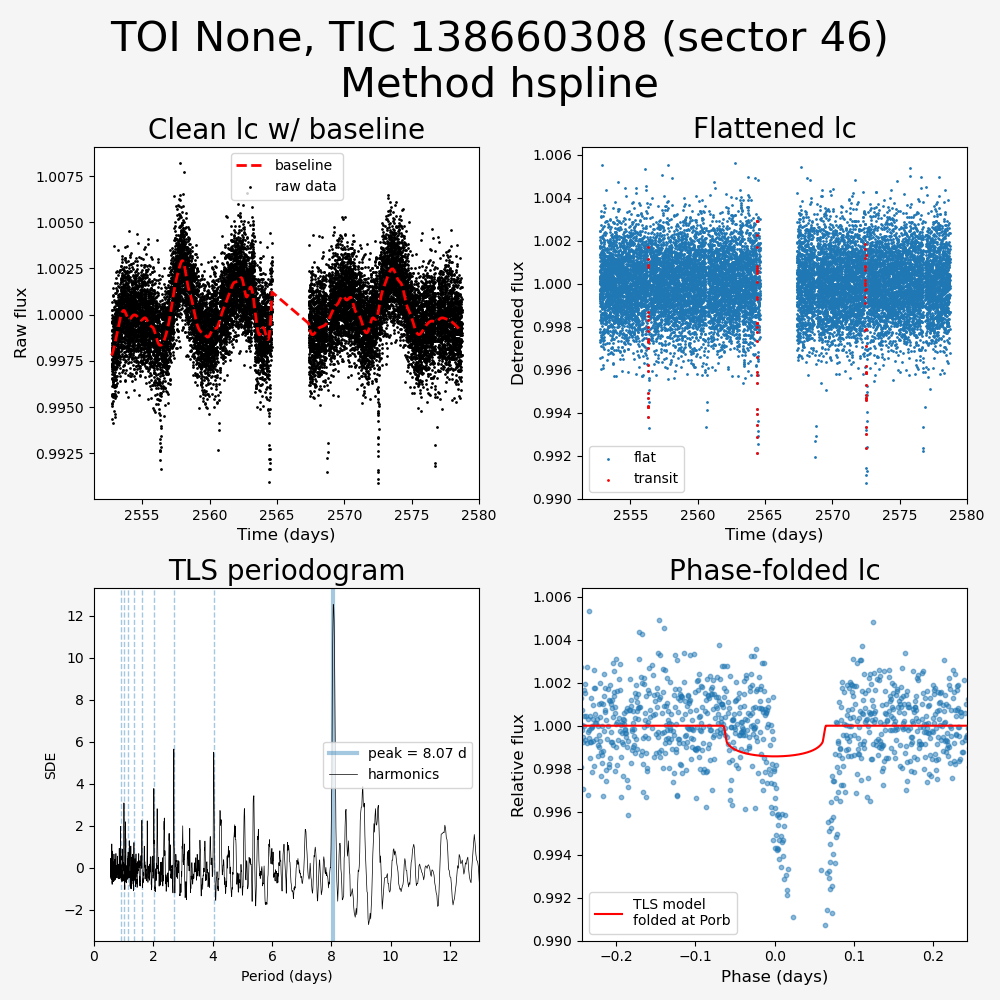 TOI None, TIC 138660308 (sector 46)
Method hspline
Clean lc w/ baseline
baseline
raw data
1.0075
1.0050
1.0025
1.0000
0.9975
0.9950
0.9925
Raw flux
2555
2560
2565
2570
2575
2580
Time (days)
Flattened lc
1.006
1.004
1.002
1.000
0.998
0.996
0.994
0.992
0.990
Detrended flux
flat
transit
2555
2560
2565
2570
2575
2580
Time (days)
TLS periodogram
12
10
8
6
4
2
0
−2
SDE
peak = 8.07 d
harmonics
0
2
4
6
8
10
12
Period (days)
Phase-folded lc
1.006
1.004
1.002
1.000
0.998
0.996
0.994
0.992
0.990
Relative flux
TLS model
folded at Porb
−0.2
−0.1
0.0
0.1
0.2
Phase (days)